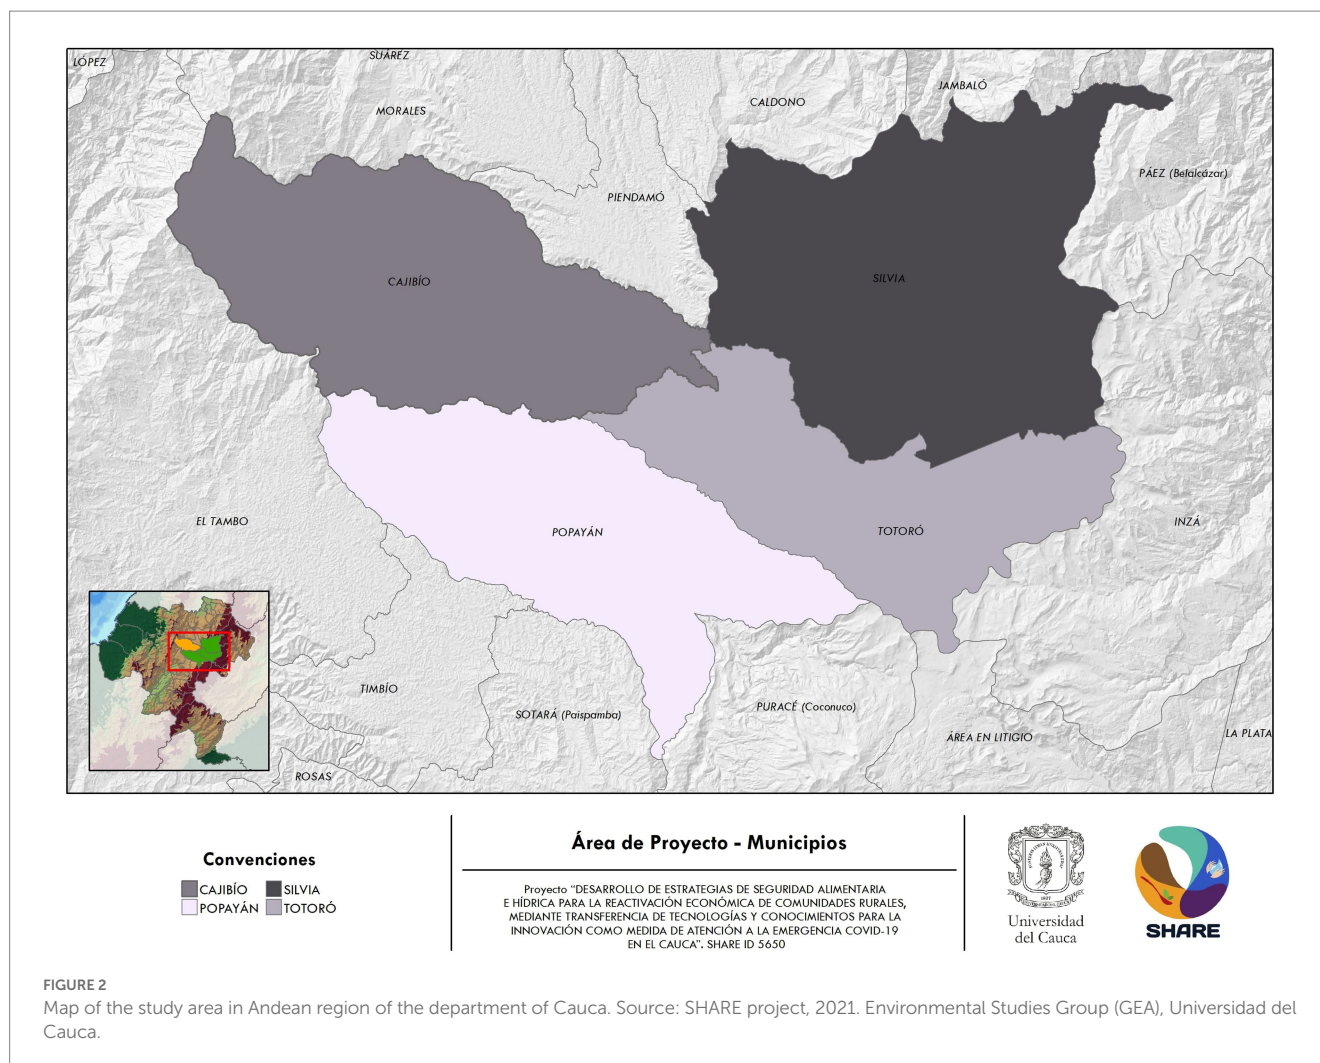 LÓPEZ
SUÁREZ
MORALES
CALDONO
JAMBALÓ
PIENDAMÓ
PÁEZ (Belalcázar)
CAJIBÍO
SILVIA
EL TAMBO
POPAYÁN
TOTORÓ
INZÁ
TIMBÍO
SOTARÁ (Paispamba)
PURACÉ (Coconuco)
ÁREA EN LITIGIO
LA PLATA
ROSAS
Convenciones
CAJIBÍO SILVIA
POPAYÁN TOTORÓ
Área de Proyecto - Municipios
Proyecto "DESARROLLO DE ESTRATEGIAS DE SEGURIDAD ALIMENTARIA
E HÍDRICA PARA LA REACTIVACIÓN ECONÓMICA DE COMUNIDADES RURALES,
MEDIANTE TRANSFERENCIA DE TECNOLOGÍAS Y CONOCIMIENTOS PARA LA
INNOVACIÓN COMO MEDIDA DE ATENCIÓN A LA EMERGENCIA COVID-19
EN EL CAUCA". SHARE ID 5650
1827
Universidad
del Cauca
SHARE
FIGURE 2
Map of the study area in Andean region of the department of Cauca. Source: SHARE project, 2021. Environmental Studies Group (GEA), Universidad del
Cauca.